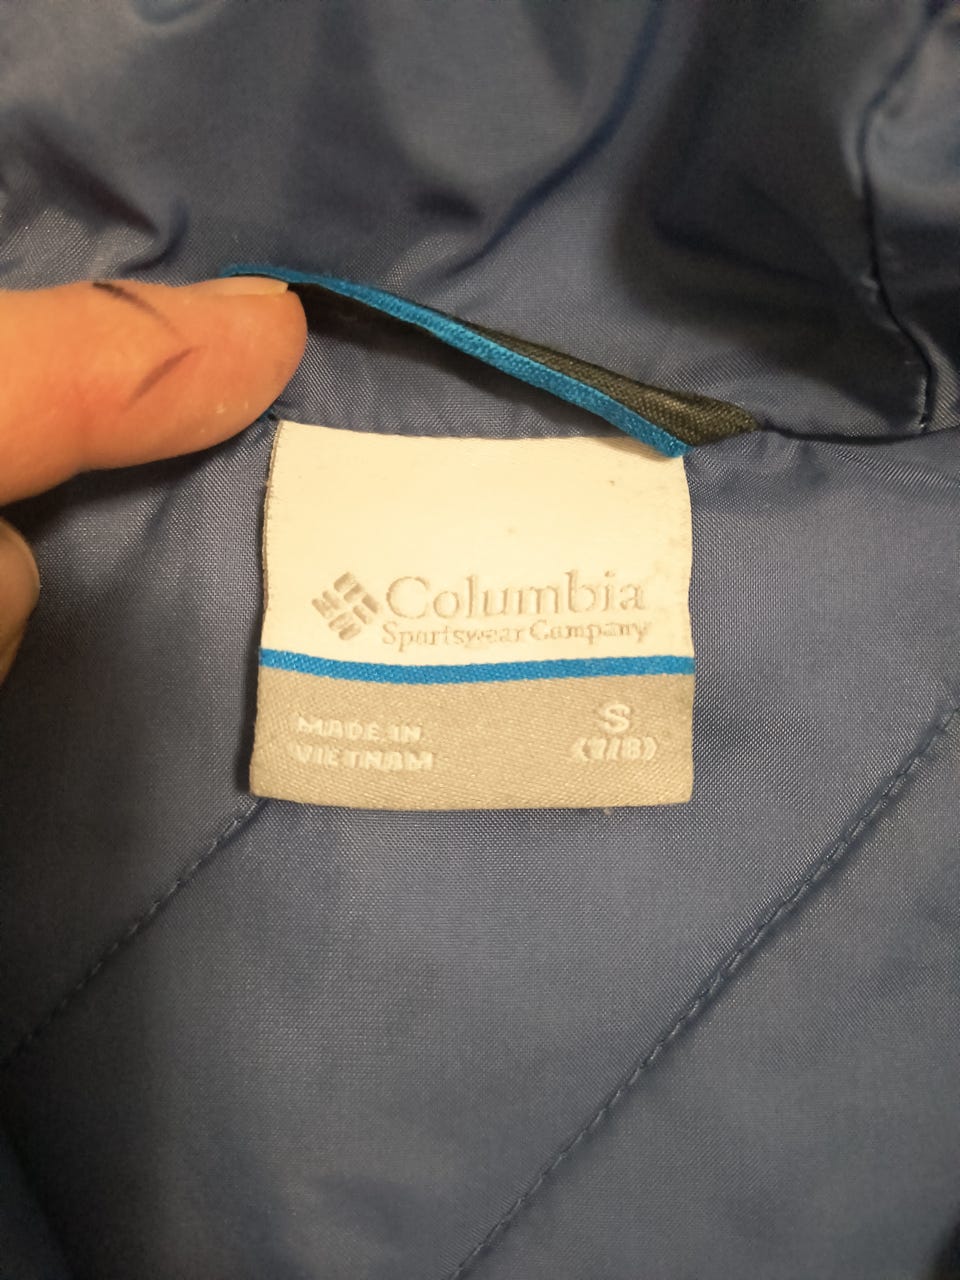 Columbia
Sportswear Company
MADE IN
VIETNAM
S
(7/8)